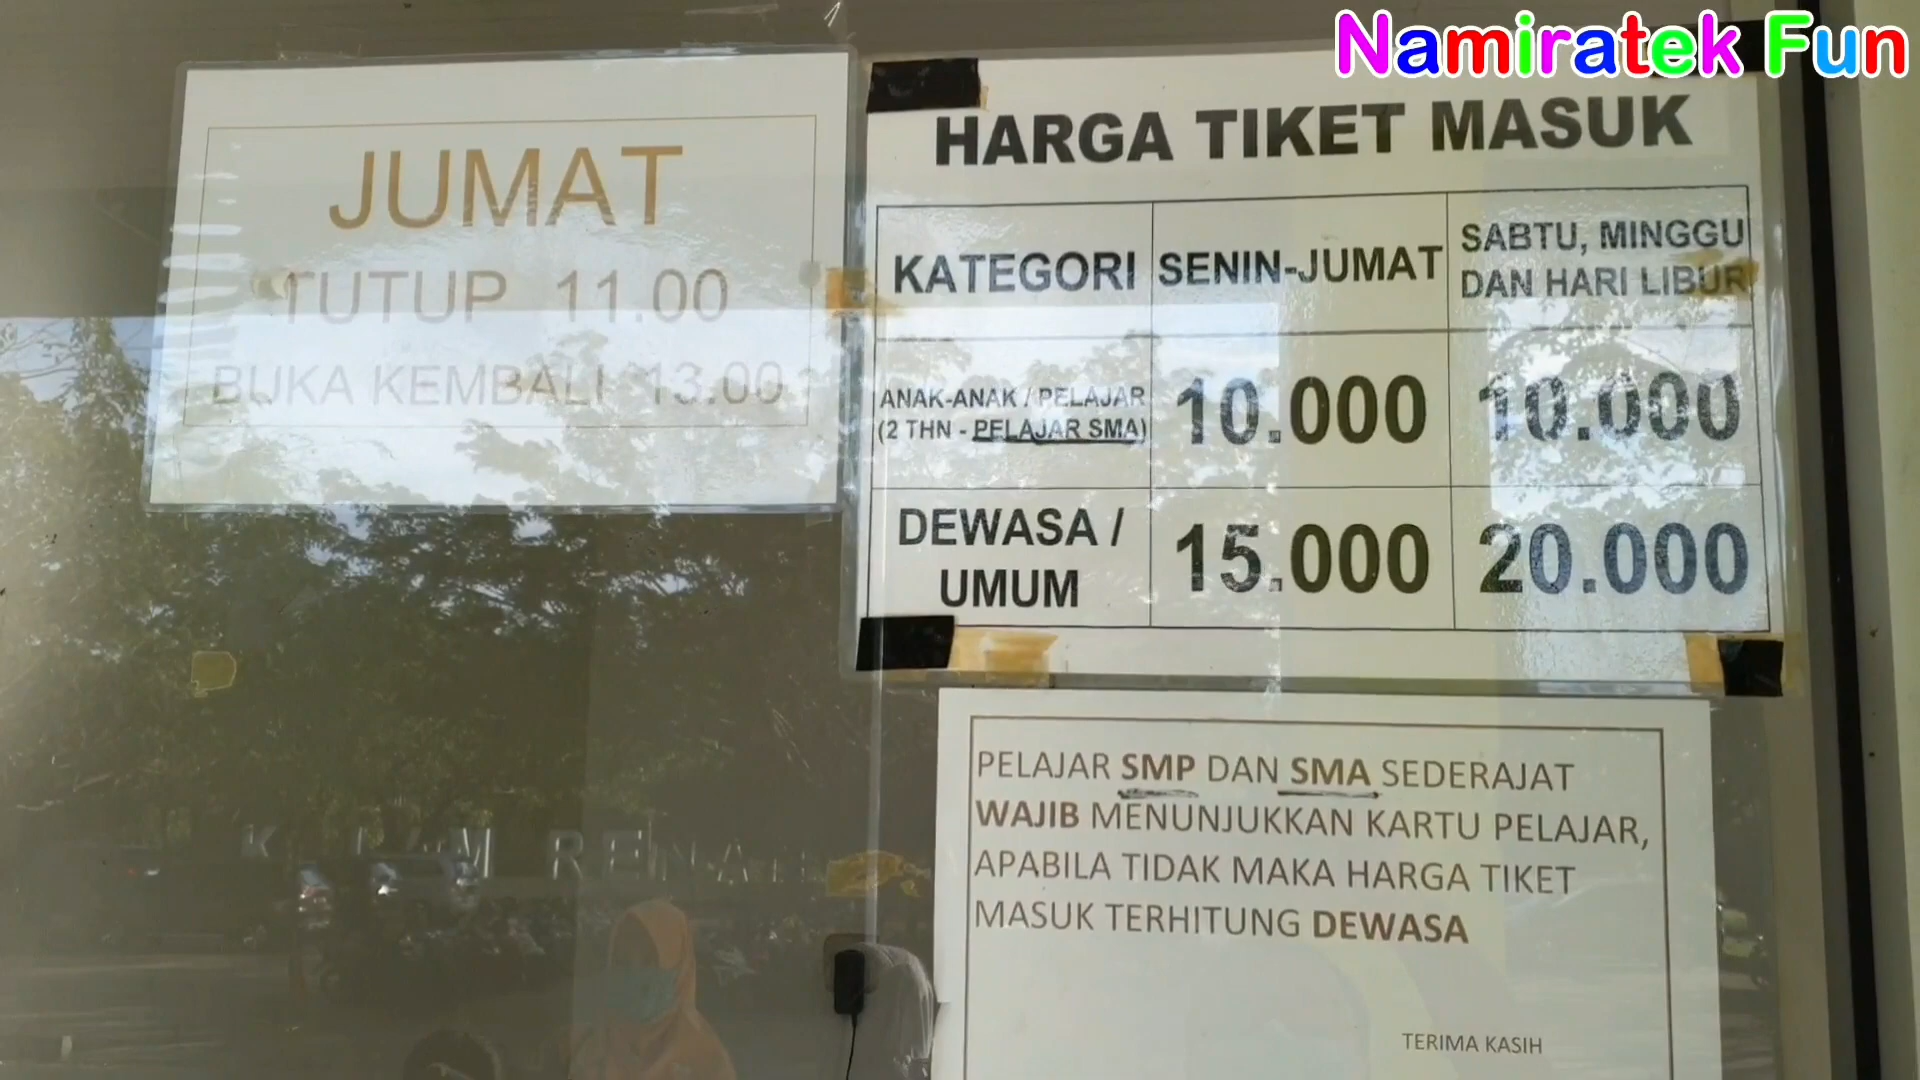 Namiratek Fun
JUMAT
TUTUP 11.00
BUKA KEMBALI 13.00
HARGA TIKET MASUK
KATEGORI SENIN-JUMAT SABTU, MINGGU DAN HARI LIBUR
ANAK-ANAK / PELAJAR (2 THN - PELAJAR SMA) 10.000 10.000
DEWASA / UMUM 15.000 20.000
PELAJAR SMP DAN SMA SEDERAJAT
WAJIB MENUNJUKKAN KARTU PELAJAR,
APABILA TIDAK MAKA HARGA TIKET
MASUK TERHITUNG DEWASA
TERIMA KASIH